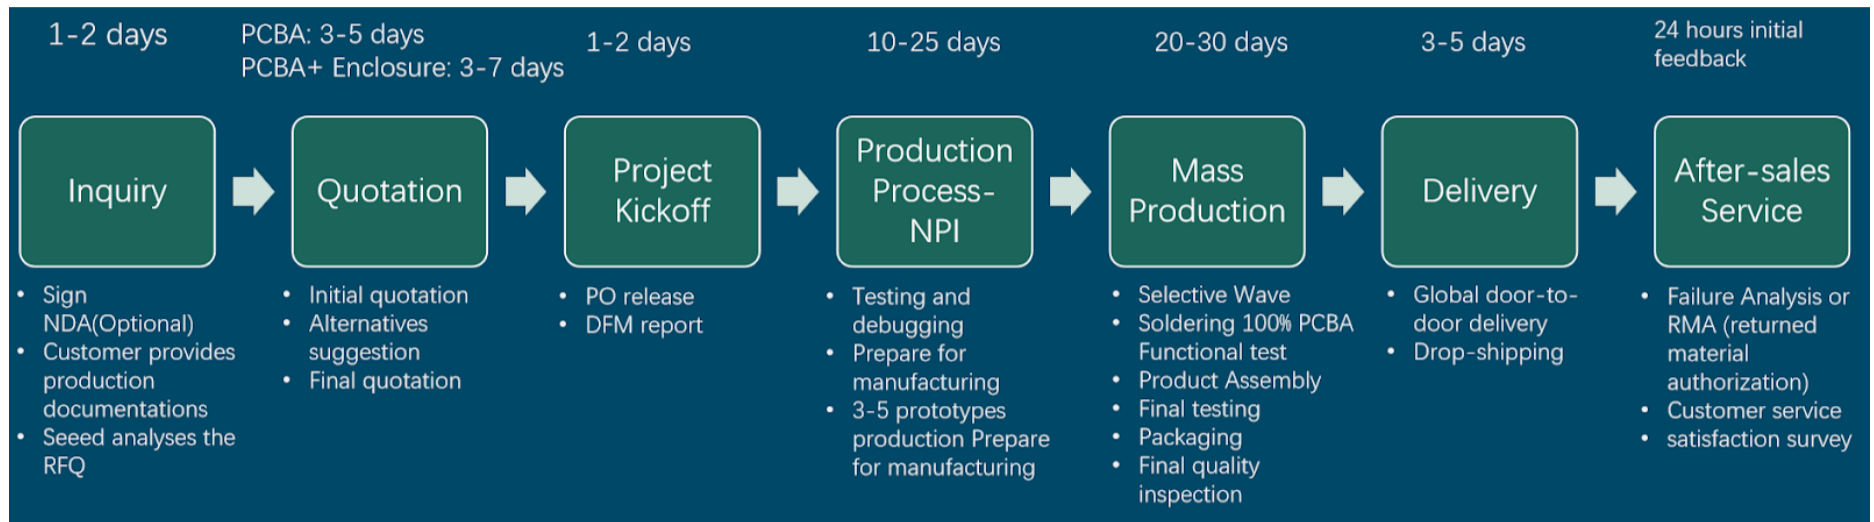 1-2 days
PCBA: 3-5 days
PCBA+ Enclosure: 3-7 days
1-2 days
10-25 days
20-30 days
3-5 days
24 hours initial
feedback
Inquiry
Quotation
Project
Kickoff
Production
Process-
NPI
Mass
Production
Delivery
After-sales
Service
• Sign
NDA(Optional)
• Customer provides
production
documentations
• Seeed analyses the
RFQ
• Initial quotation
• Alternatives
suggestion
• Final quotation
• PO release
• DFM report
• Testing and
debugging
• Prepare for
manufacturing
• 3-5 prototypes
production Prepare
for manufacturing
• Selective Wave
• Soldering 100% PCBA
Functional test
• Product Assembly
• Final testing
• Packaging
• Final quality
inspection
• Global door-to-
door delivery
• Drop-shipping
• Failure Analysis or
RMA (returned
material
authorization)
• Customer service
• satisfaction survey